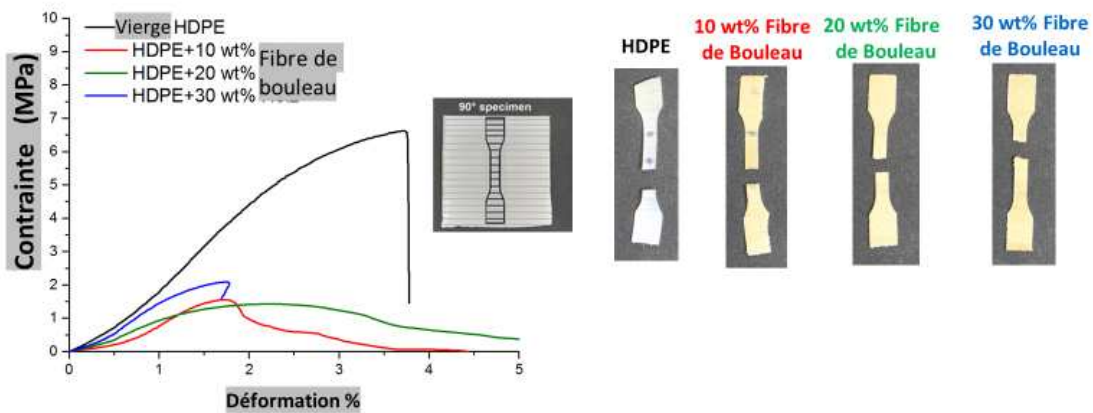 10
9
8
7
6
5
4
3
2
1
0
Contrainte (MPa)
Vierge HDPE
HDPE+10 wt%
HDPE+20 wt%
HDPE+30 wt%
Fibre de
bouleau
90° specimen
0 1 2 3 4 5
Déformation %
HDPE
10 wt% Fibre
de Bouleau
20 wt% Fibre
de Bouleau
30 wt% Fibre
de Bouleau